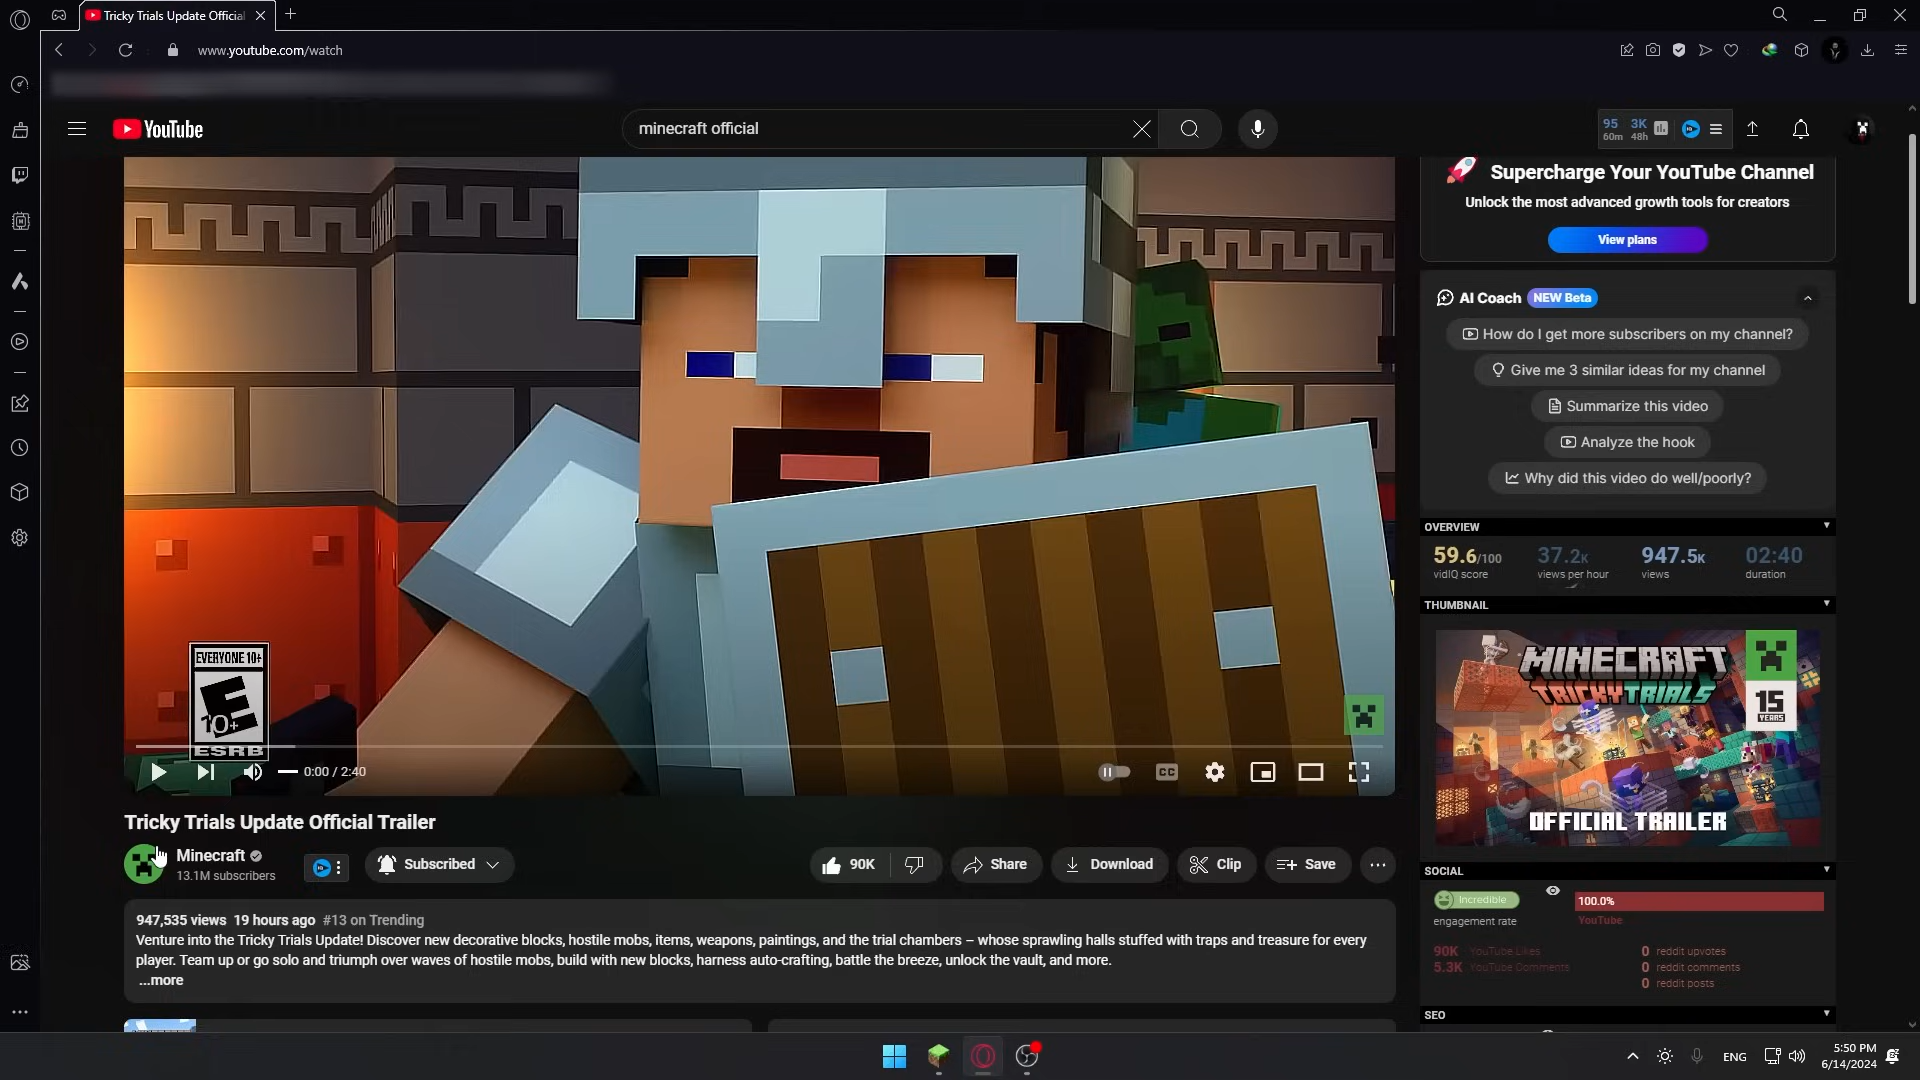 Tricky Trials Update Official
www.youtube.com/watch
YouTube
minecraft official
95
60m
3K
48h
Supercharge Your YouTube Channel
Unlock the most advanced growth tools for creators
View plans
AI Coach NEW Beta
How do I get more subscribers on my channel?
Give me 3 similar ideas for my channel
Summarize this video
Analyze the hook
Why did this video do well/poorly?
OVERVIEW
59.6/100 37.2K 947.5K 02:40
vidIQ score views per hour views duration
THUMBNAIL
MINECRAFT
TRICKY TRIALS
15
YEARS
OFFICIAL TRAILER
EVERYONE 10+
E
10+
ESRB
0:00 / 2:40
CC
Tricky Trials Update Official Trailer
Minecraft
13.1M subscribers
Subscribed
90K
Share
Download
Clip
Save
947,535 views 19 hours ago #13 on Trending
Venture into the Tricky Trials Update! Discover new decorative blocks, hostile mobs, items, weapons, paintings, and the trial chambers – whose sprawling halls stuffed with traps and treasure for every
player. Team up or go solo and triumph over waves of hostile mobs, build with new blocks, harness auto-crafting, battle the breeze, unlock the vault, and more.
...more
SOCIAL
Incredible
engagement rate
100.0%
YouTube
90K YouTube Likes
5.3K YouTube Comments
0 reddit upvotes
0 reddit comments
0 reddit posts
SEO
ENG
5:50 PM
6/14/2024